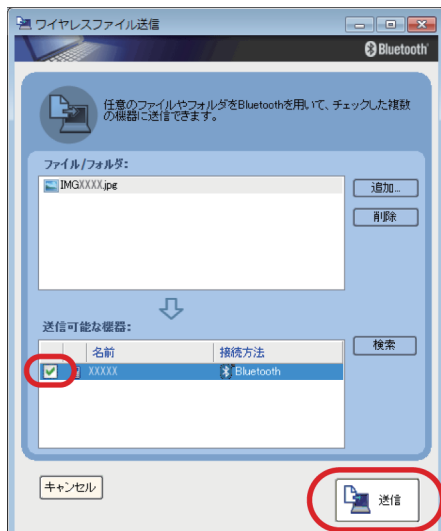 ワイヤレスファイル送信
Bluetooth
任意のファイルやフォルダをBluetoothを用いて、チェックした複数
の機器に送信できます。
ファイル/フォルダ:
IMGXXXX.jpg
追加...
削除
送信可能な機器:
検索
名前 接続方法
XXXXX Bluetooth
キャンセル
送信